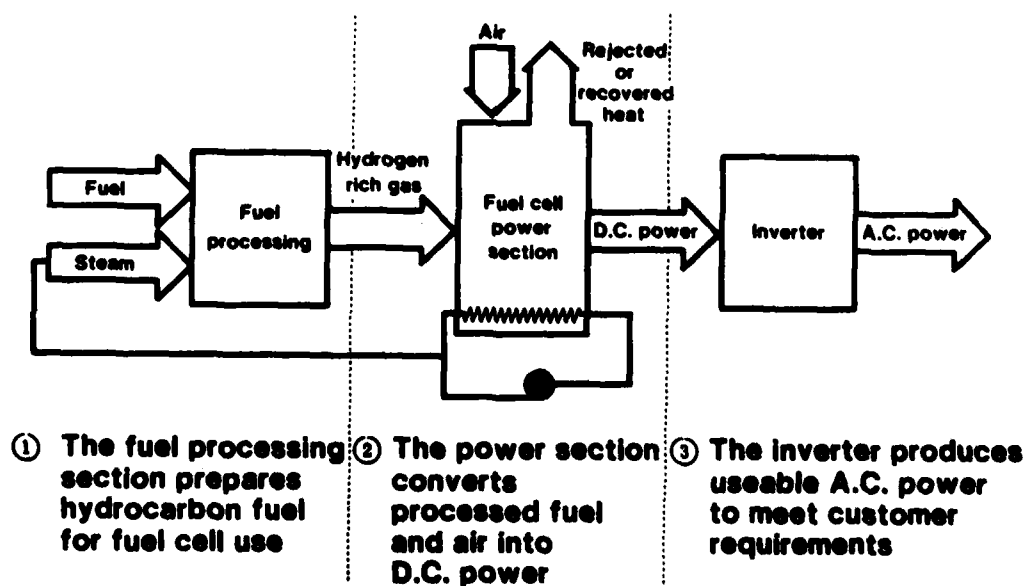 Air
Rejected
or
recovered
heat
Hydrogen
rich gas
Fuel
Steam
Fuel
processing
Fuel cell
power
section
D.C. power
Inverter
A.C. power
① The fuel processing
section prepares
hydrocarbon fuel
for fuel cell use
② The power section
converts
processed fuel
and air into
D.C. power
③ The inverter produces
useable A.C. power
to meet customer
requirements